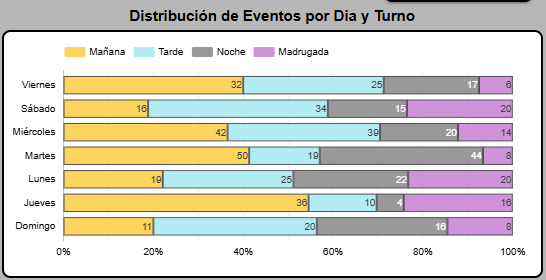 Distribución de Eventos por Dia y Turno
Mañana Tarde Noche Madrugada
Viernes 32 25 17 6
Sábado 16 34 15 20
Miércoles 42 39 20 14
Martes 50 19 44 8
Lunes 19 25 22 20
Jueves 36 10 4 16
Domingo 11 20 16 8
0% 20% 40% 60% 80% 100%